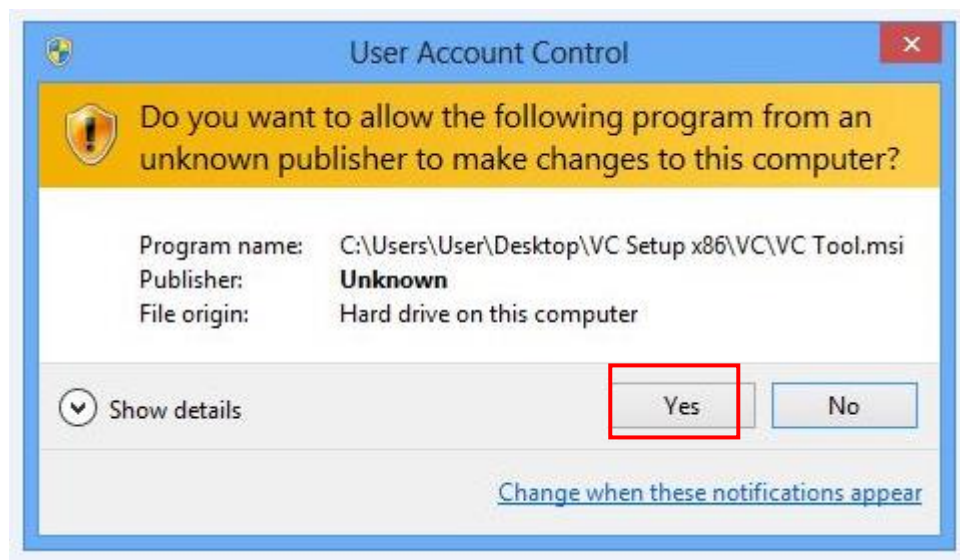 User Account Control
Do you want to allow the following program from an
unknown publisher to make changes to this computer?
Program name: C:\Users\User\Desktop\VC Setup x86\VC\VC Tool.msi
Publisher: Unknown
File origin: Hard drive on this computer
Show details
Yes
No
Change when these notifications appear